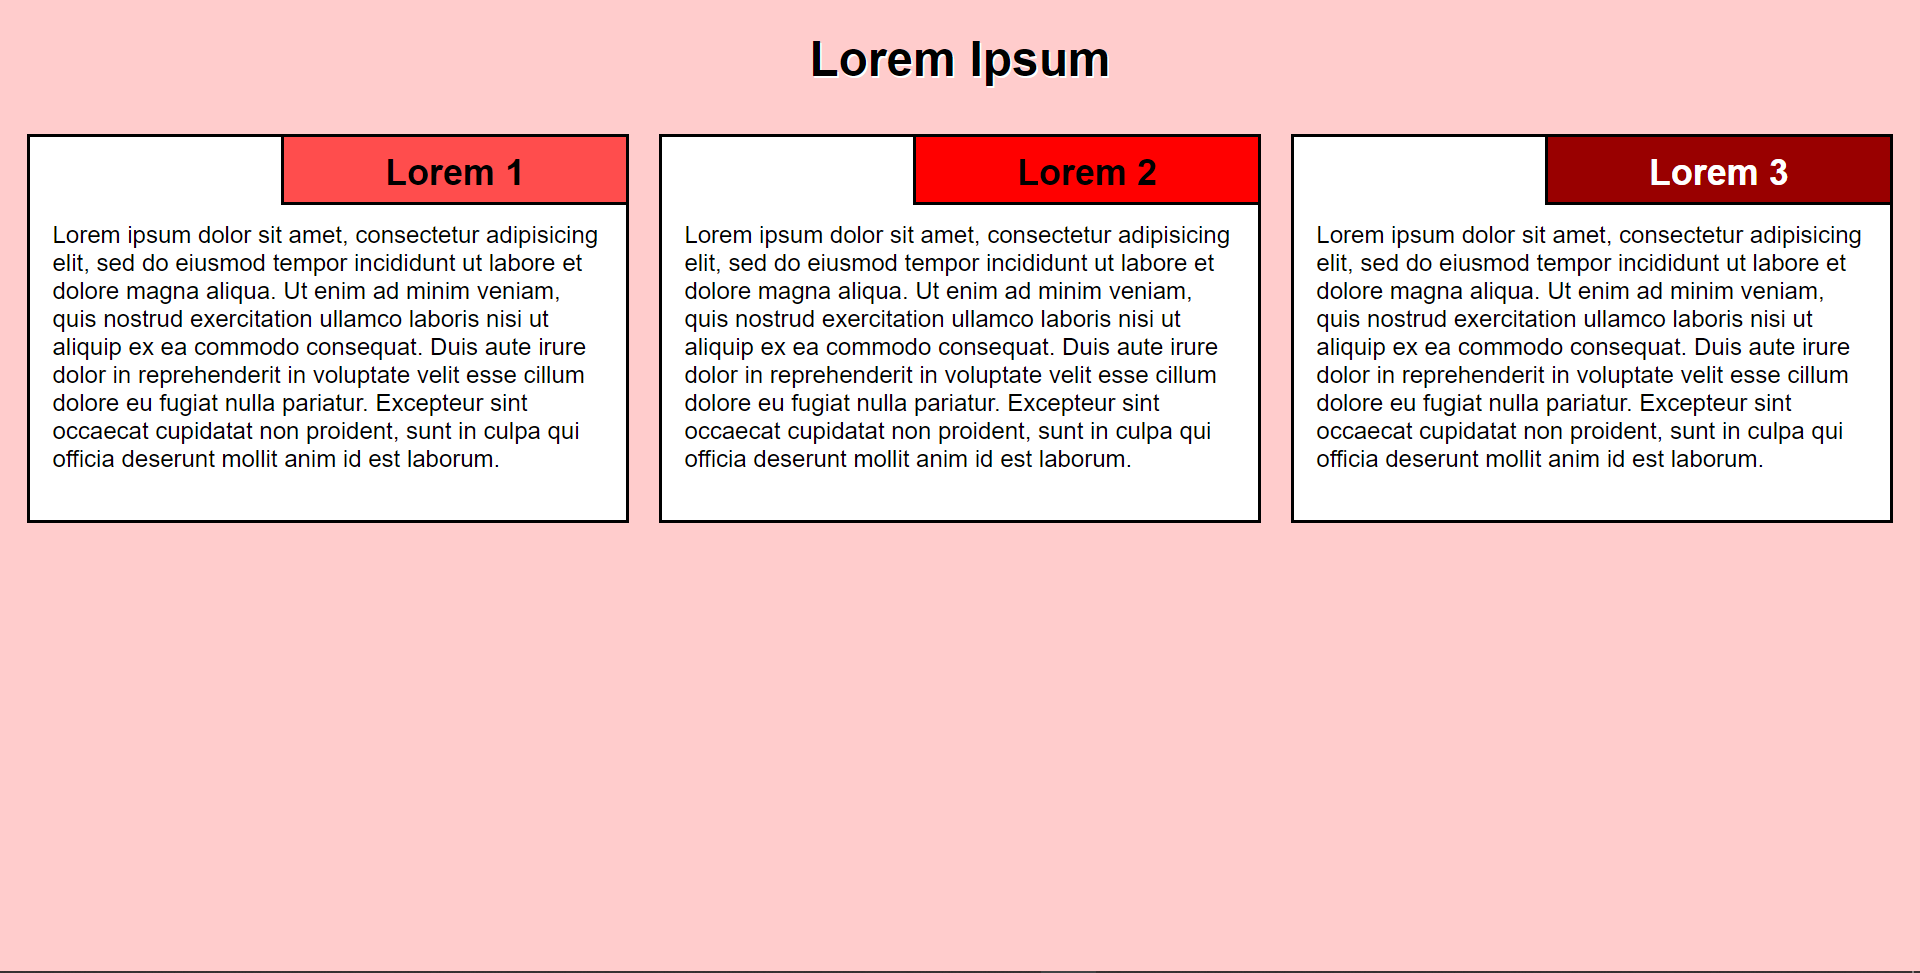 Lorem Ipsum
Lorem 1
Lorem ipsum dolor sit amet, consectetur adipisicing
elit, sed do eiusmod tempor incididunt ut labore et
dolore magna aliqua. Ut enim ad minim veniam,
quis nostrud exercitation ullamco laboris nisi ut
aliquip ex ea commodo consequat. Duis aute irure
dolor in reprehenderit in voluptate velit esse cillum
dolore eu fugiat nulla pariatur. Excepteur sint
occaecat cupidatat non proident, sunt in culpa qui
officia deserunt mollit anim id est laborum.
Lorem 2
Lorem ipsum dolor sit amet, consectetur adipisicing
elit, sed do eiusmod tempor incididunt ut labore et
dolore magna aliqua. Ut enim ad minim veniam,
quis nostrud exercitation ullamco laboris nisi ut
aliquip ex ea commodo consequat. Duis aute irure
dolor in reprehenderit in voluptate velit esse cillum
dolore eu fugiat nulla pariatur. Excepteur sint
occaecat cupidatat non proident, sunt in culpa qui
officia deserunt mollit anim id est laborum.
Lorem 3
Lorem ipsum dolor sit amet, consectetur adipisicing
elit, sed do eiusmod tempor incididunt ut labore et
dolore magna aliqua. Ut enim ad minim veniam,
quis nostrud exercitation ullamco laboris nisi ut
aliquip ex ea commodo consequat. Duis aute irure
dolor in reprehenderit in voluptate velit esse cillum
dolore eu fugiat nulla pariatur. Excepteur sint
occaecat cupidatat non proident, sunt in culpa qui
officia deserunt mollit anim id est laborum.